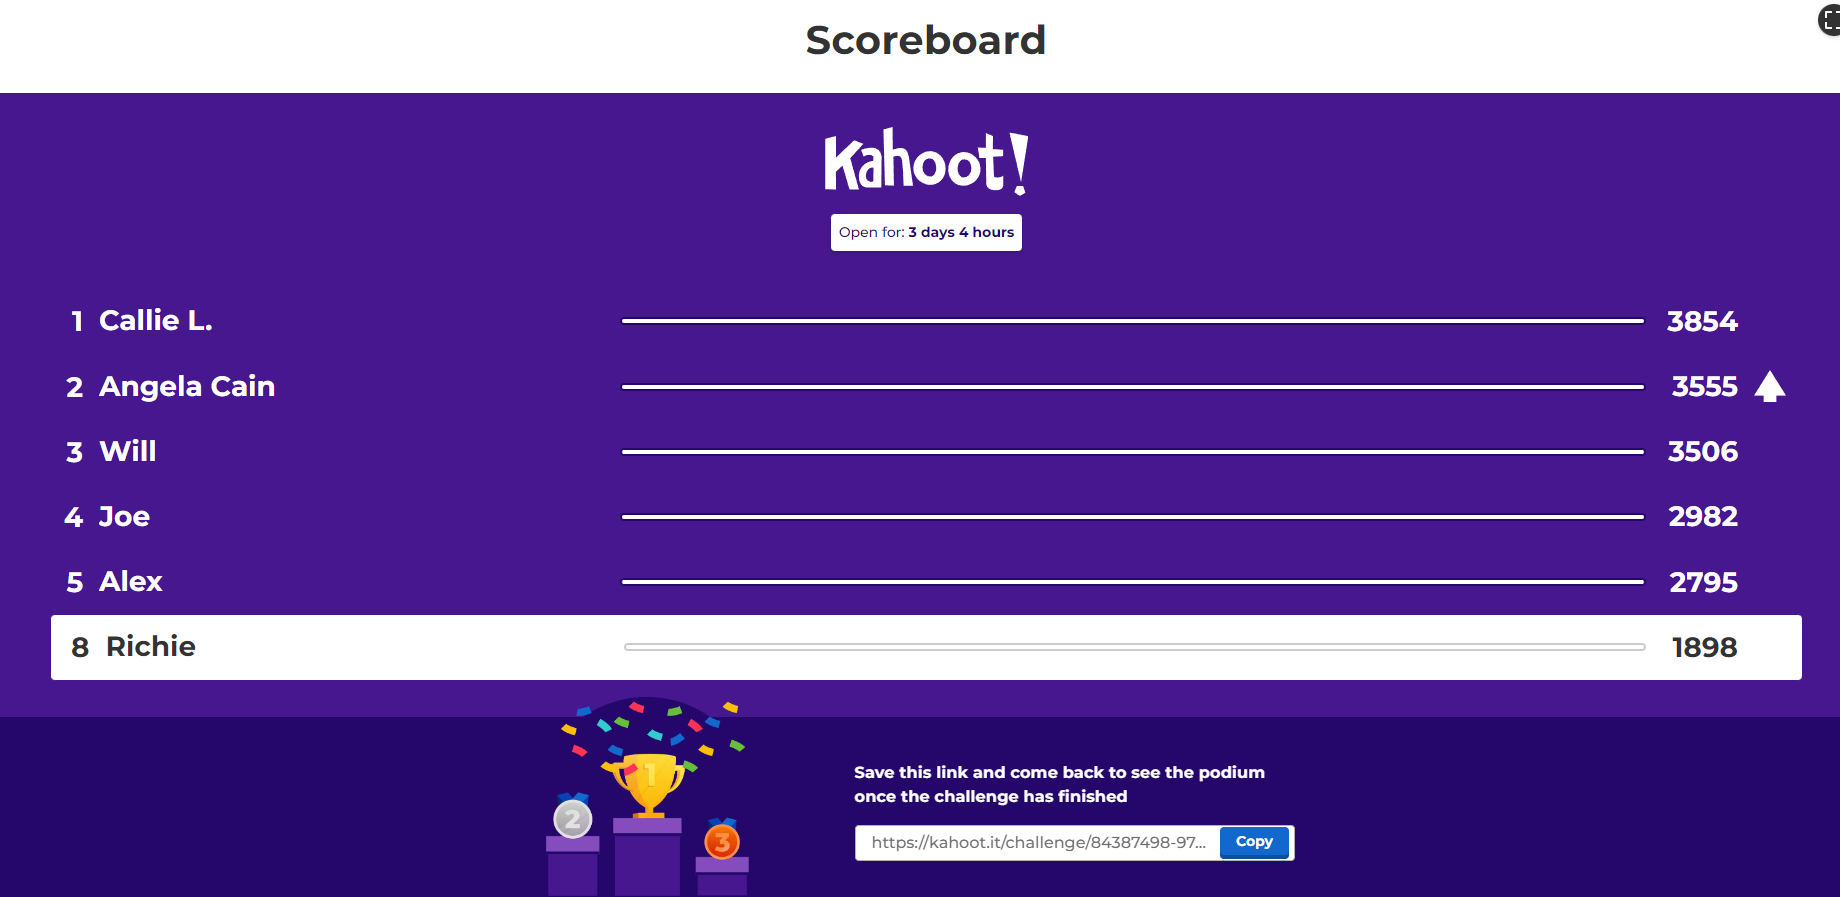 Scoreboard
Kahoot!
Open for: 3 days 4 hours
1 Callie L. 3854
2 Angela Cain 3555
3 Will 3506
4 Joe 2982
5 Alex 2795
8 Richie 1898
1
2
3
Save this link and come back to see the podium
once the challenge has finished
https://kahoot.it/challenge/84387498-97... Copy